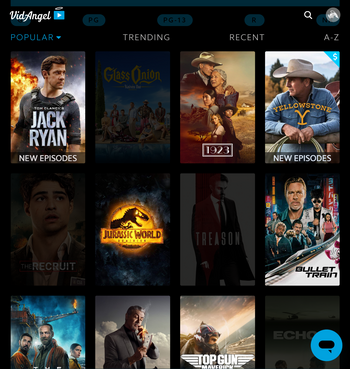 VidAngel
PG
PG-13
R
POPULAR
TRENDING
RECENT
A-Z
TOM CLANCY'S
JACK
RYAN
NEW EPISODES
Glass
Onion
1923
$
YELLOWSTONE
Y
NEW EPISODES
THE RECRUIT
JURASSIC WORLD
DOMINION
TREASON
BULLET
TRAIN
TOP GUN
MAVERICK
ECHO